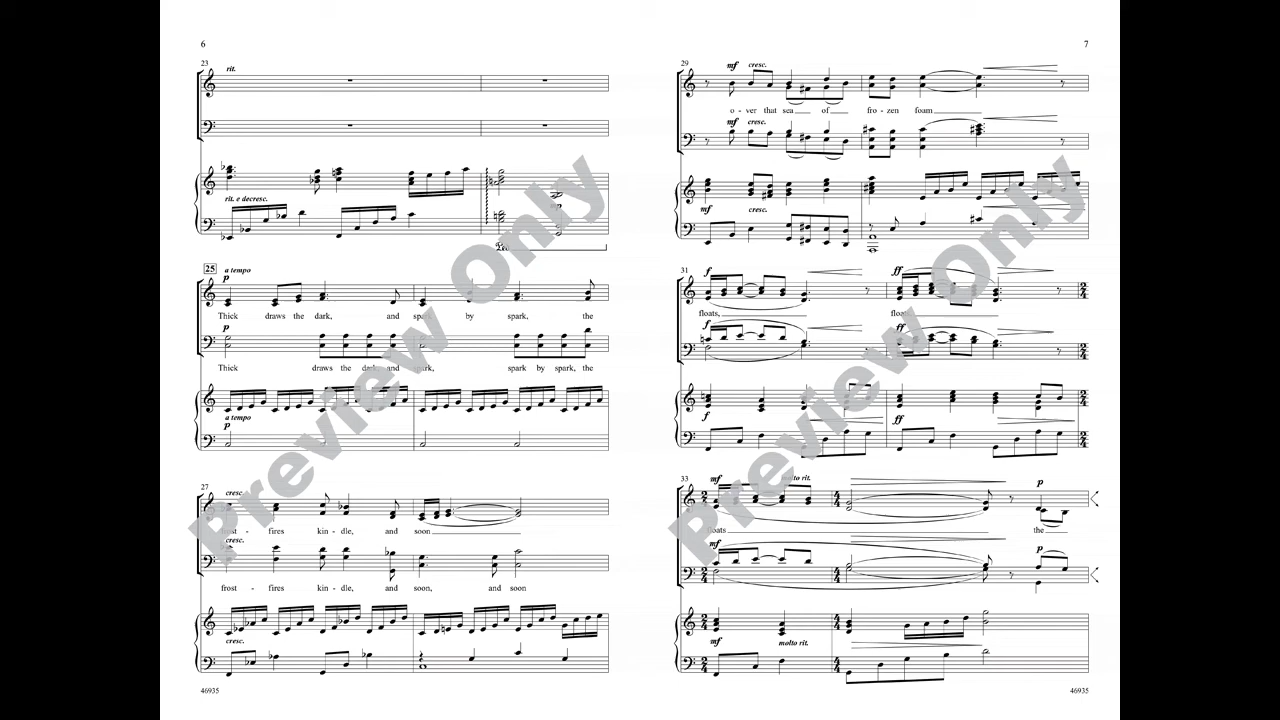 6
23
rit.
rit. e decresc.
Ped.
25
a tempo
p
Thick draws the dark, and spark by spark, the
p
Thick draws the dark, and spark, spark by spark, the
a tempo
p
27
cresc.
frost - fires kin - dle, and soon
cresc.
frost - fires kin - dle, and soon, and soon
cresc.
46935
7
29
mf cresc.
o - ver that sea of fro - zen foam
mf cresc.
mf cresc.
31
f ff
floats, floats,
f ff
f ff
33
mf molto rit. p
floats the
mf p
mf molto rit.
46935
Preview Only
Preview Only